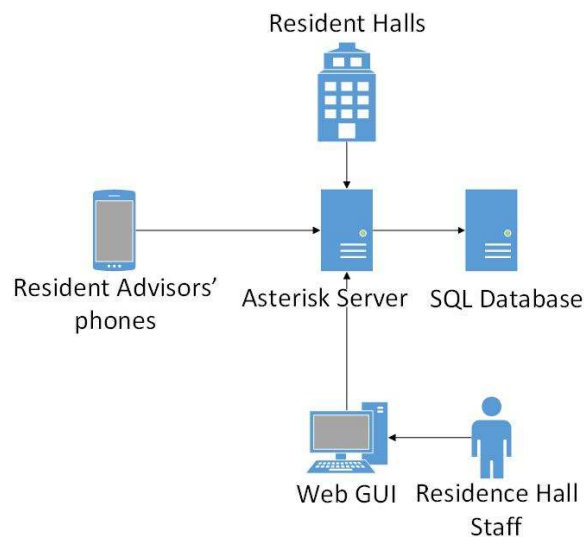 Resident Halls
Resident Advisors'
phones
Asterisk Server
SQL Database
Web GUI
Residence Hall
Staff